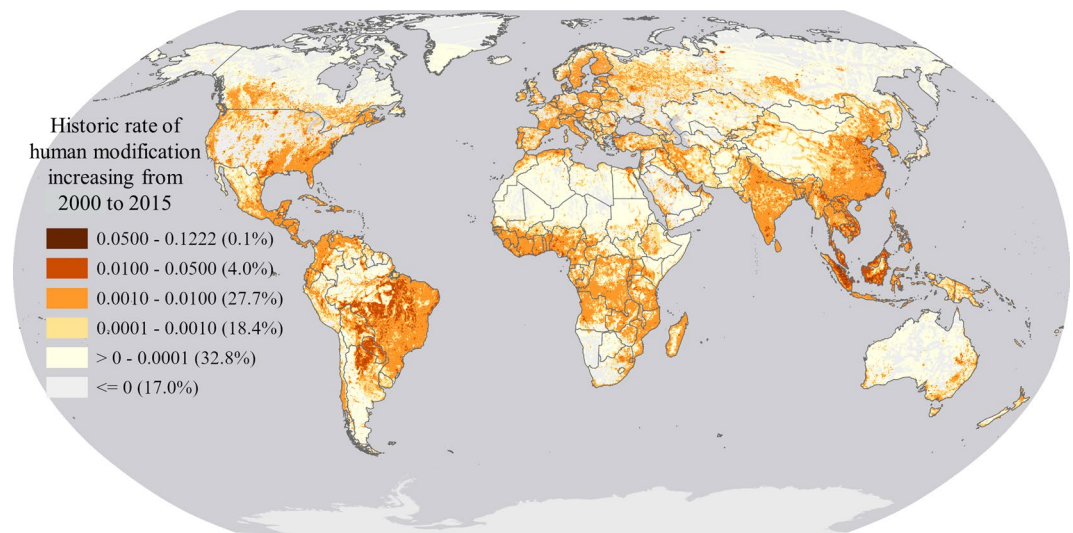 Historic rate of
human modification
increasing from
2000 to 2015
0.0500 - 0.1222 (0.1%)
0.0100 - 0.0500 (4.0%)
0.0010 - 0.0100 (27.7%)
0.0001 - 0.0010 (18.4%)
> 0 - 0.0001 (32.8%)
<= 0 (17.0%)